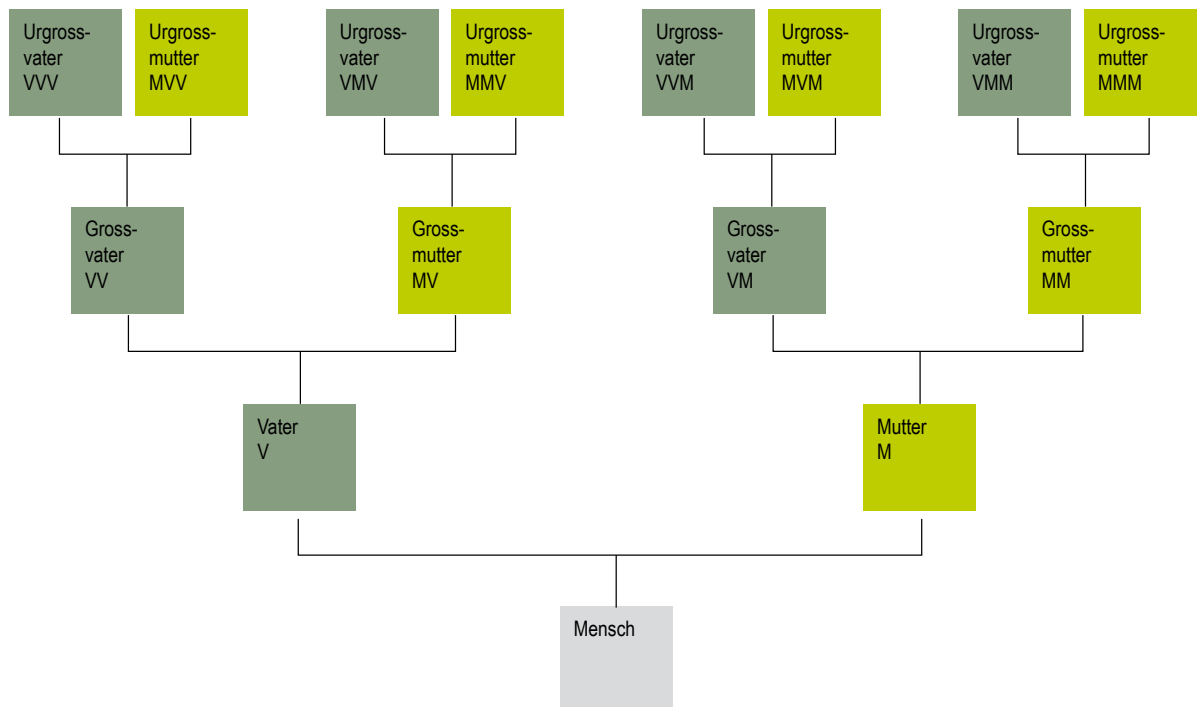 Urgross-
vater
VVV
Urgross-
mutter
MVV
Urgross-
vater
VMV
Urgross-
mutter
MMV
Urgross-
vater
VVM
Urgross-
mutter
MVM
Urgross-
vater
VMM
Urgross-
mutter
MMM
Gross-
vater
VV
Gross-
mutter
MV
Gross-
vater
VM
Gross-
mutter
MM
Vater
V
Mutter
M
Mensch